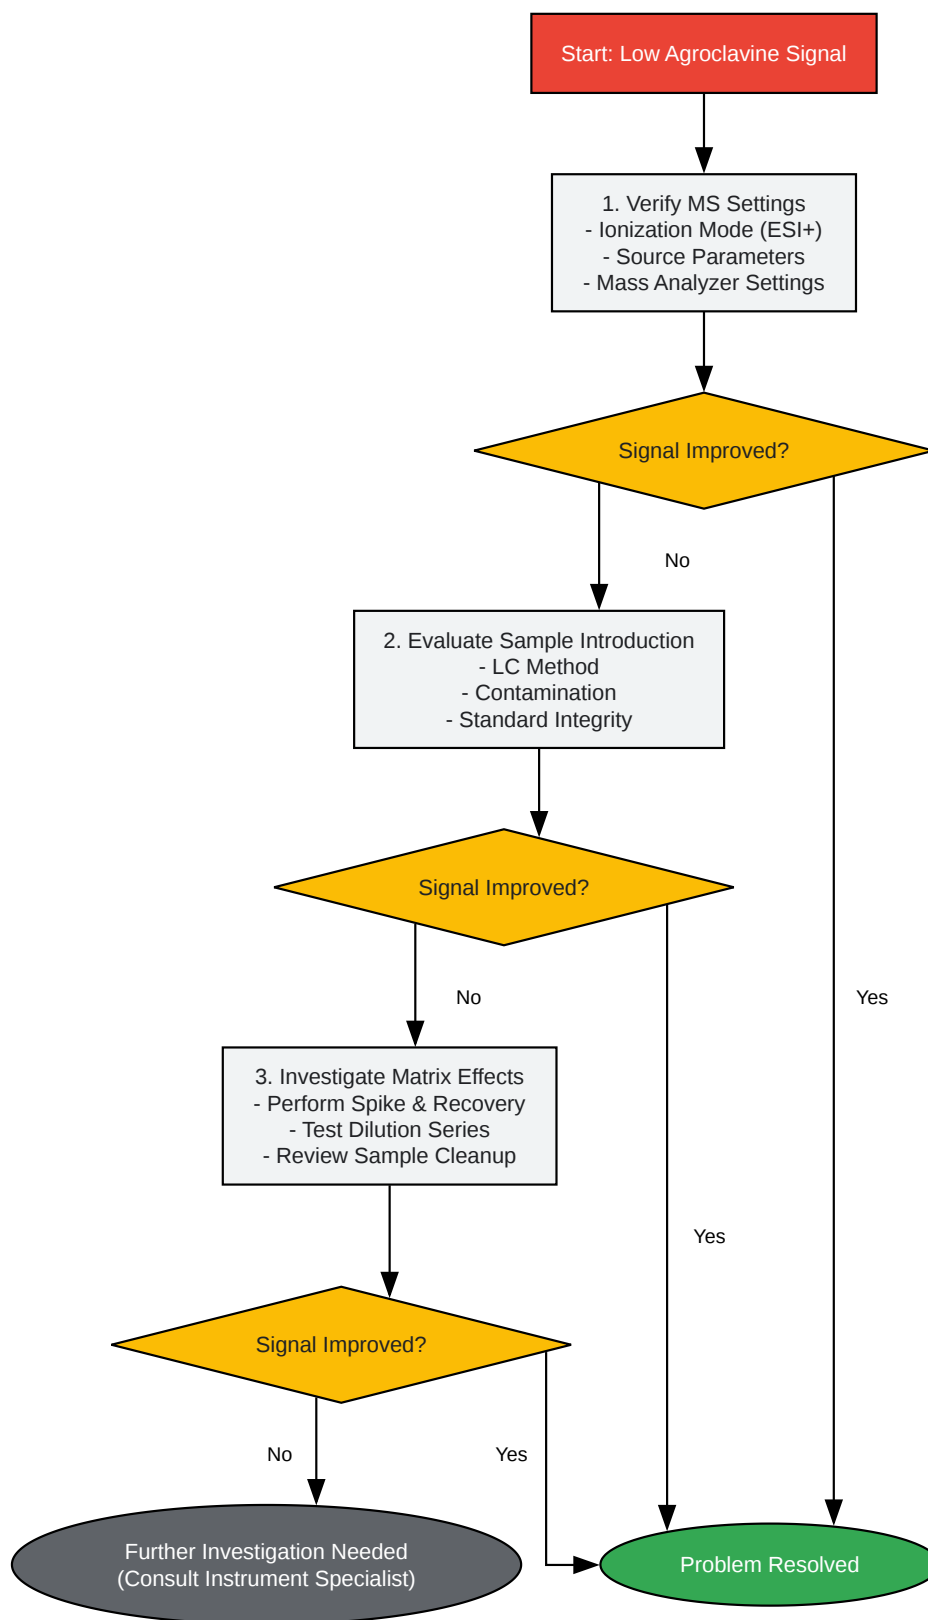 Start: Low Agroclavine Signal
1. Verify MS Settings
- Ionization Mode (ESI+)
- Source Parameters
- Mass Analyzer Settings
Signal Improved?
No
2. Evaluate Sample Introduction
- LC Method
- Contamination
- Standard Integrity
Signal Improved?
No
Yes
3. Investigate Matrix Effects
- Perform Spike & Recovery
- Test Dilution Series
- Review Sample Cleanup
Yes
Signal Improved?
No
Yes
Further Investigation Needed
(Consult Instrument Specialist)
Problem Resolved